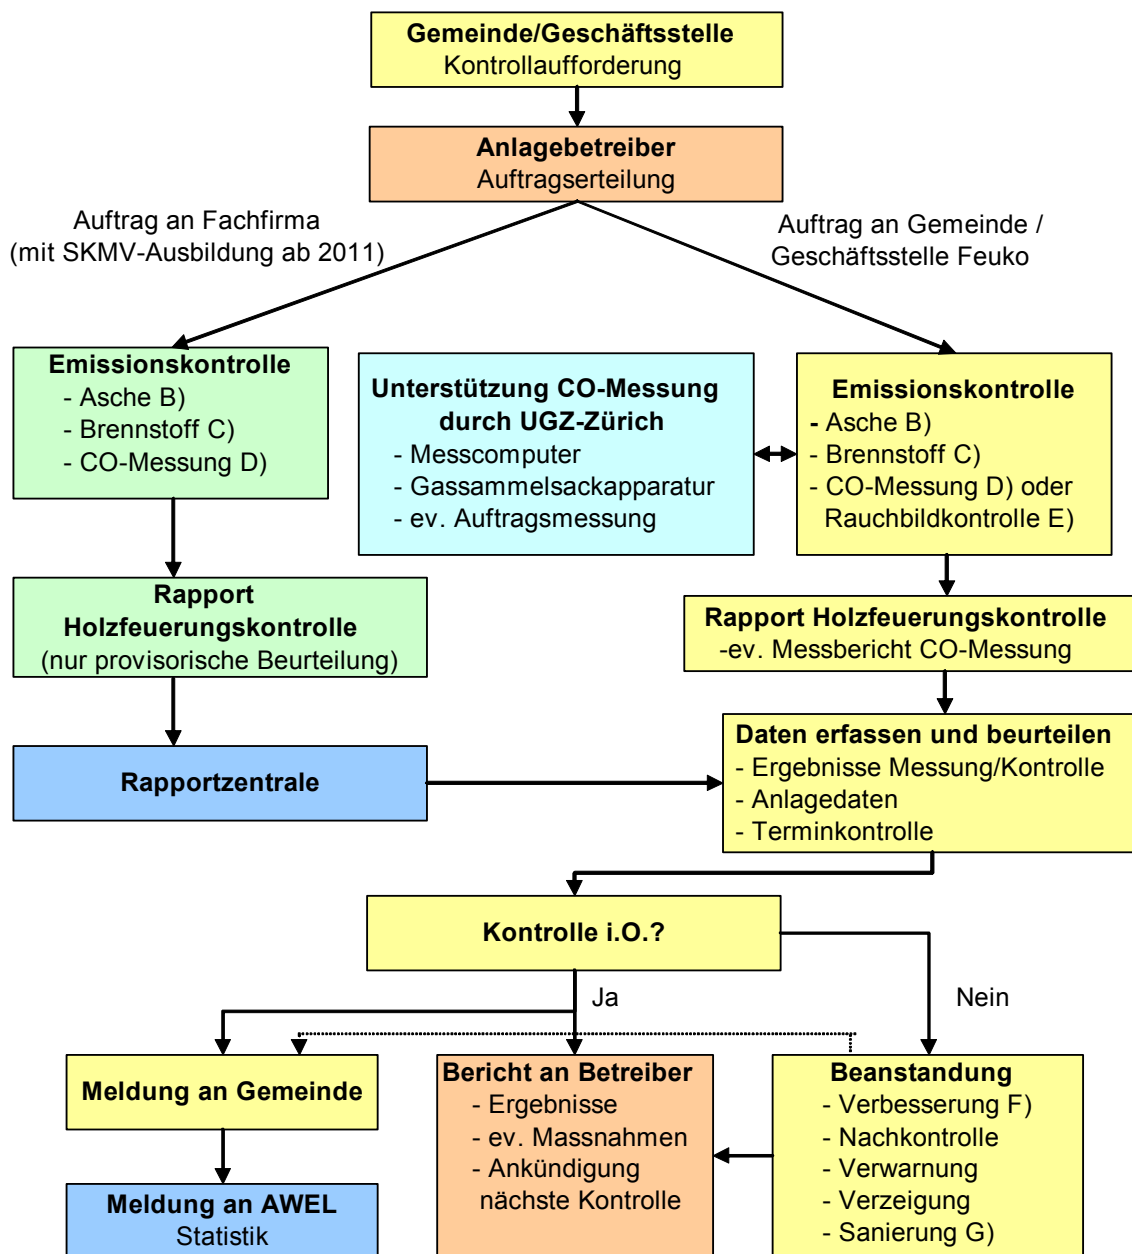 Gemeinde/Geschäftsstelle
Kontrollaufforderung
Anlagebetreiber
Auftragserteilung
Auftrag an Fachfirma
(mit SKMV-Ausbildung ab 2011)
Auftrag an Gemeinde /
Geschäftsstelle Feuko
Emissionskontrolle
- Asche B)
- Brennstoff C)
- CO-Messung D)
Unterstützung CO-Messung
durch UGZ-Zürich
- Messcomputer
- Gassammelsackapparatur
- ev. Auftragsmessung
Emissionskontrolle
- Asche B)
- Brennstoff C)
- CO-Messung D) oder
Rauchbildkontrolle E)
Rapport
Holzfeuerungskontrolle
(nur provisorische Beurteilung)
Rapport Holzfeuerungskontrolle
-ev. Messbericht CO-Messung
Rapportzentrale
Daten erfassen und beurteilen
- Ergebnisse Messung/Kontrolle
- Anlagedaten
- Terminkontrolle
Kontrolle i.O.?
Ja
Nein
Meldung an Gemeinde
Bericht an Betreiber
- Ergebnisse
- ev. Massnahmen
- Ankündigung
nächste Kontrolle
Beanstandung
- Verbesserung F)
- Nachkontrolle
- Verwarnung
- Verzeigung
- Sanierung G)
Meldung an AWEL
Statistik